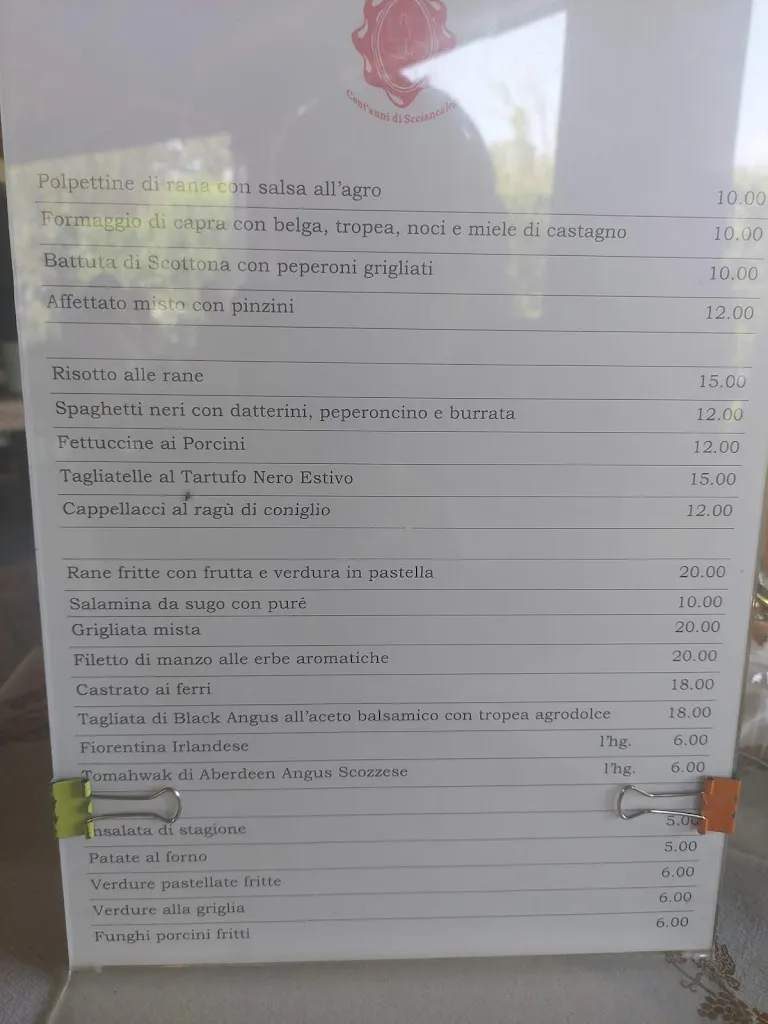 Cent'anni di Scciancalegn
Polpettine di rana con salsa all'agro 10.00
Formaggio di capra con belga, tropea, noci e miele di castagno 10.00
Battuta di Scottona con peperoni grigliati 10.00
Affettato misto con pinzini 12.00
Risotto alle rane 15.00
Spaghetti neri con datterini, peperoncino e burrata 12.00
Fettuccine ai Porcini 12.00
Tagliatelle al Tartufo Nero Estivo 15.00
Cappellacci al ragù di coniglio 12.00
Rane fritte con frutta e verdura in pastella 20.00
Salamina da sugo con puré 10.00
Grigliata mista 20.00
Filetto di manzo alle erbe aromatiche 20.00
Castrato ai ferri 18.00
Tagliata di Black Angus all'aceto balsamico con tropea agrodolce 18.00
Fiorentina Irlandese l'hg. 6.00
Tomahwak di Aberdeen Angus Scozzese l'hg. 6.00
Insalata di stagione 5.00
Patate al forno 5.00
Verdure pastellate fritte 6.00
Verdure alla griglia 6.00
Funghi porcini fritti 6.00